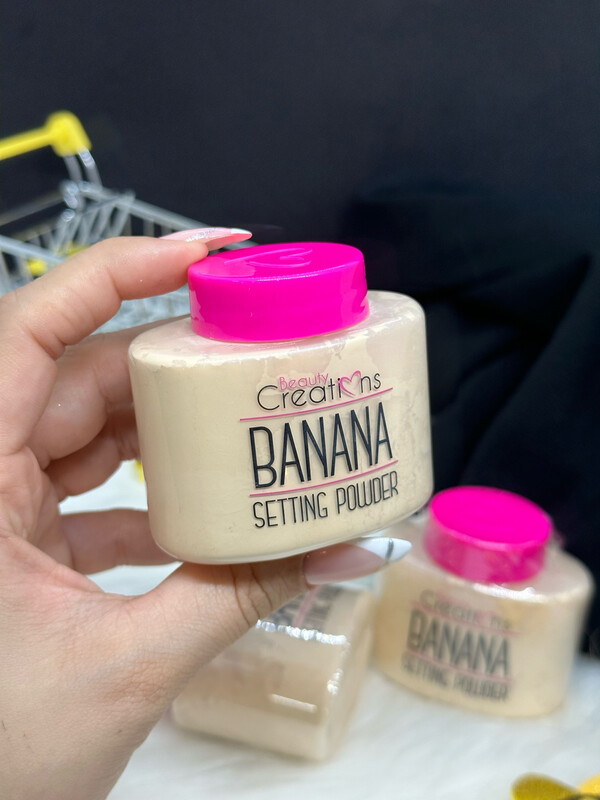 Beauty
Creations
BANANA
SETTING POWDER
Creations
BANANA
SETTING POWDER